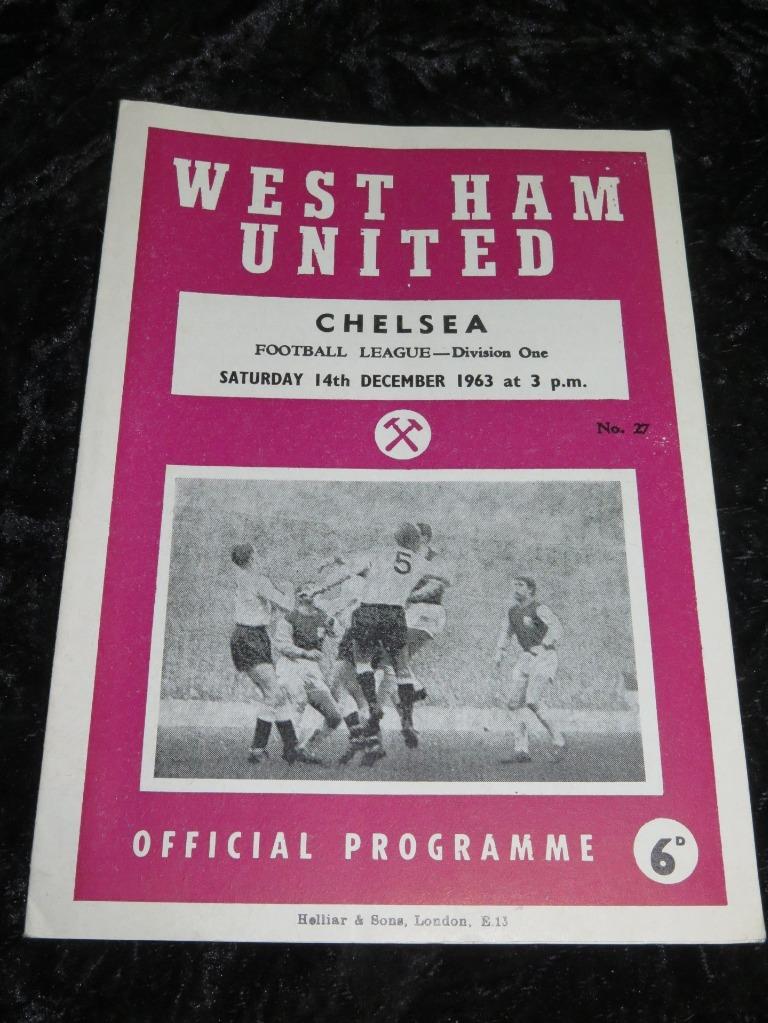 WEST HAM
UNITED
CHELSEA
FOOTBALL LEAGUE—Division One
SATURDAY 14th DECEMBER 1963 at 3 p.m.
No. 27
5
OFFICIAL PROGRAMME
6D
Helliar & Sons, London, E.13